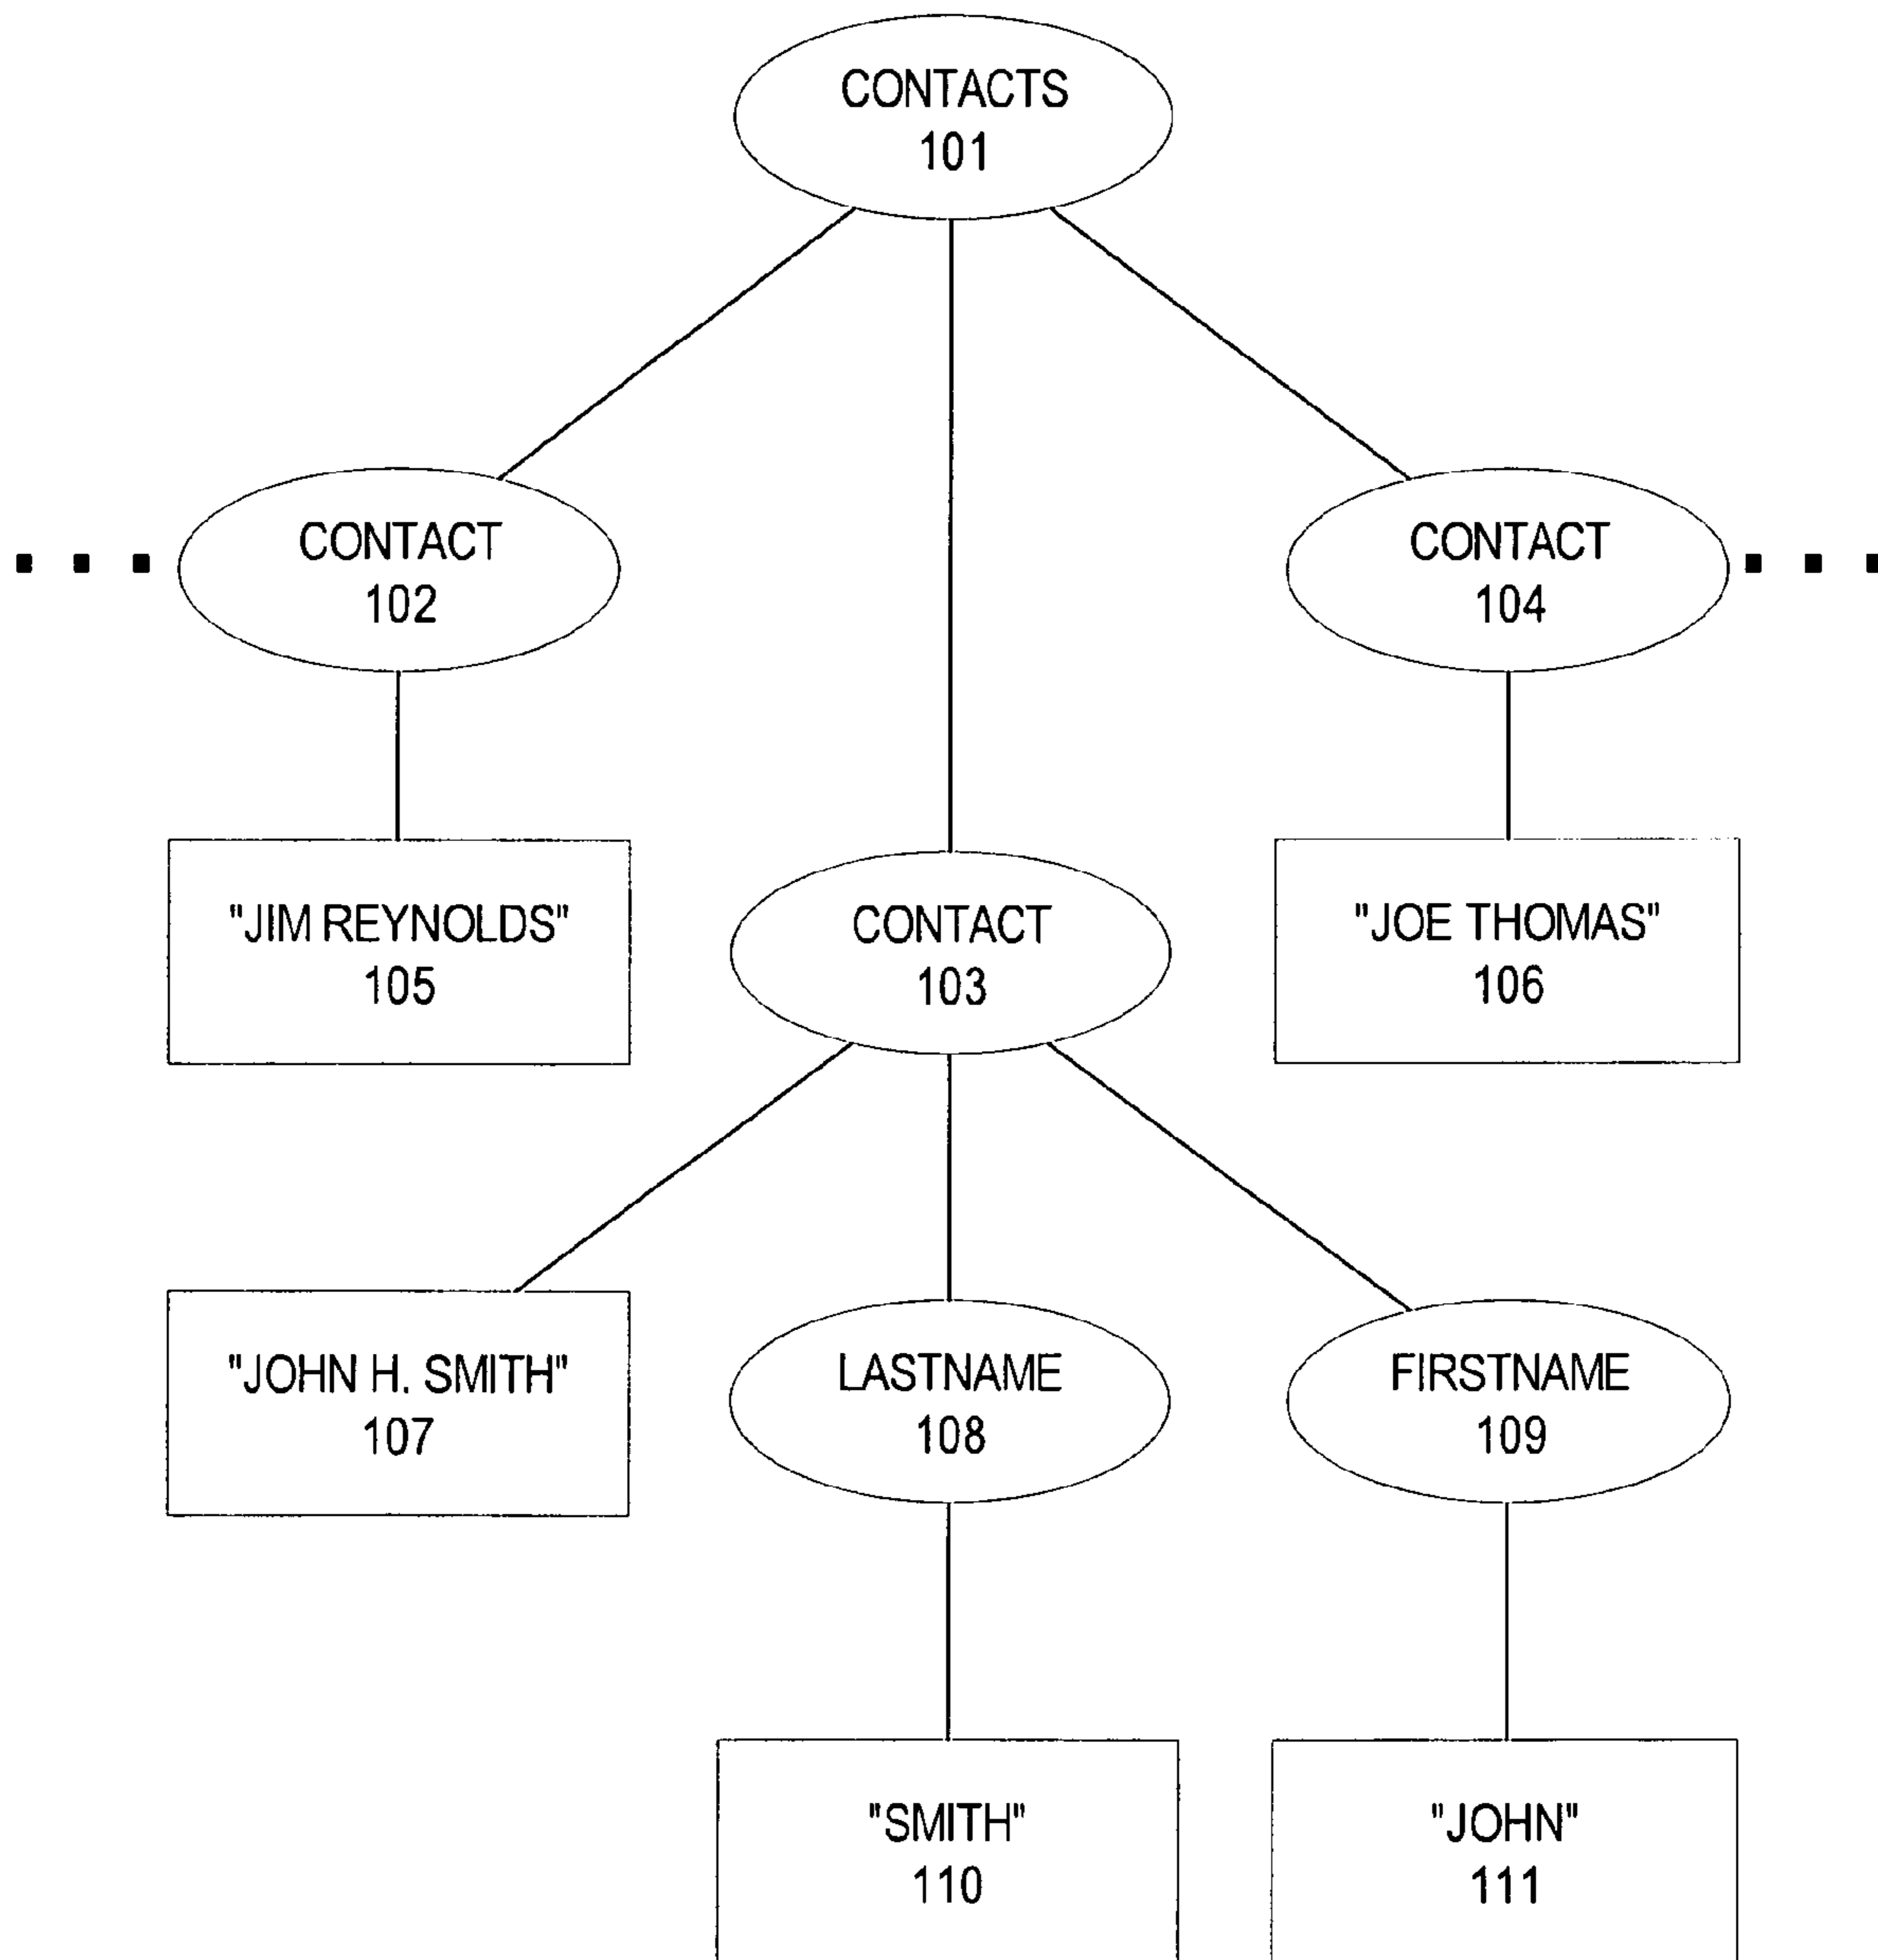 CONTACTS
101
CONTACT
102
CONTACT
104
"JIM REYNOLDS"
105
CONTACT
103
"JOE THOMAS"
106
"JOHN H. SMITH"
107
LASTNAME
108
FIRSTNAME
109
"SMITH"
110
"JOHN"
111